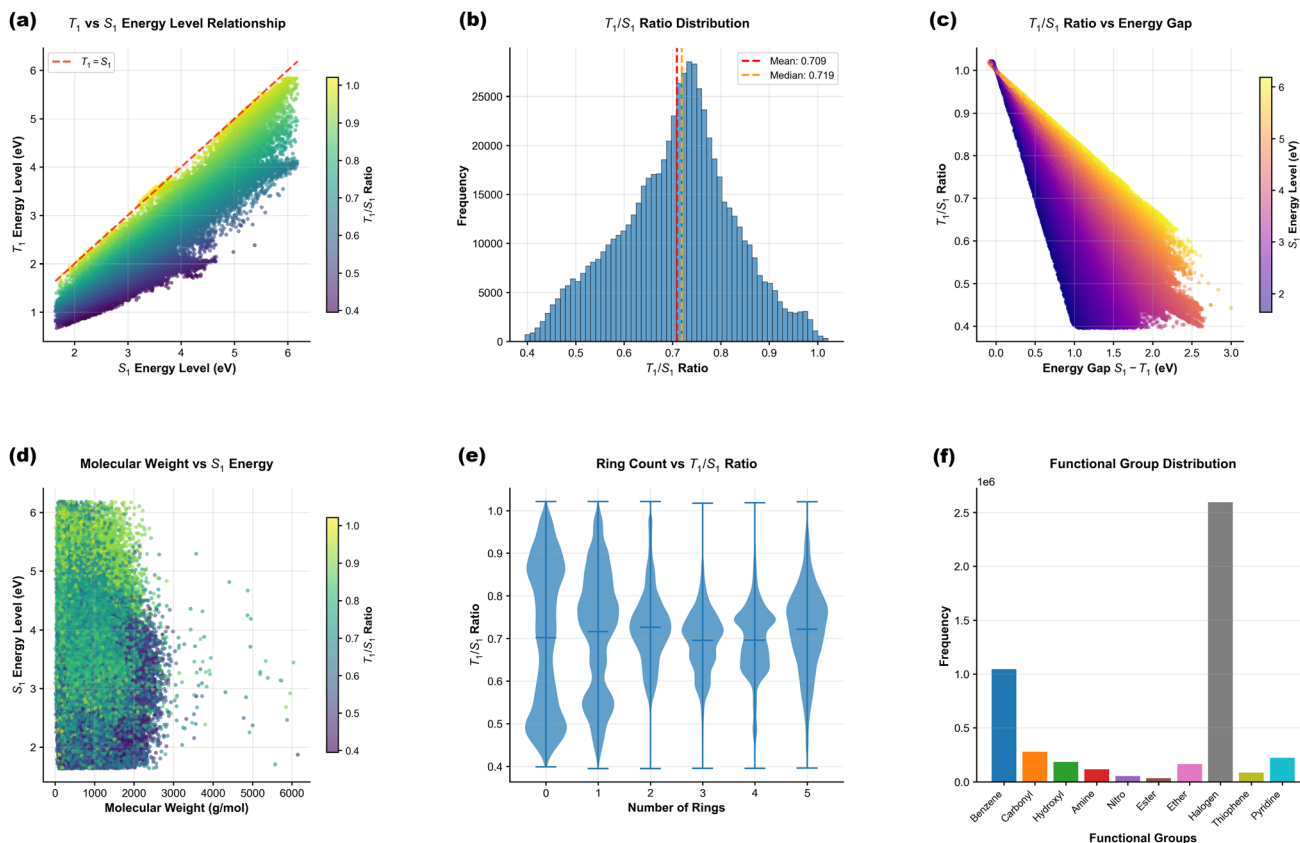 (a)
T₁ vs S₁ Energy Level Relationship
T₁ = S₁
6
5
4
3
2
1
T₁ Energy Level (eV)
2 3 4 5 6
S₁ Energy Level (eV)
1.0
0.9
0.8
0.7
0.6
0.5
0.4
T₁/S₁ Ratio
(b)
T₁/S₁ Ratio Distribution
Mean: 0.709
Median: 0.719
25000
20000
15000
10000
5000
0
Frequency
0.4 0.5 0.6 0.7 0.8 0.9 1.0
T₁/S₁ Ratio
(c)
T₁/S₁ Ratio vs Energy Gap
1.0
0.9
0.8
0.7
0.6
0.5
0.4
T₁/S₁ Ratio
0.0 0.5 1.0 1.5 2.0 2.5 3.0
Energy Gap S₁ − T₁ (eV)
6
5
4
3
2
S₁ Energy Level (eV)
(d)
Molecular Weight vs S₁ Energy
6
5
4
3
2
S₁ Energy Level (eV)
0 1000 2000 3000 4000 5000 6000
Molecular Weight (g/mol)
1.0
0.9
0.8
0.7
0.6
0.5
0.4
T₁/S₁ Ratio
(e)
Ring Count vs T₁/S₁ Ratio
1.0
0.9
0.8
0.7
0.6
0.5
0.4
T₁/S₁ Ratio
0 1 2 3 4 5
Number of Rings
(f)
Functional Group Distribution
1e6
2.5
2.0
1.5
1.0
0.5
0.0
Frequency
Benzene Carbonyl Hydroxyl Amine Nitro Ester Ether Halogen Thiophene Pyridine
Functional Groups